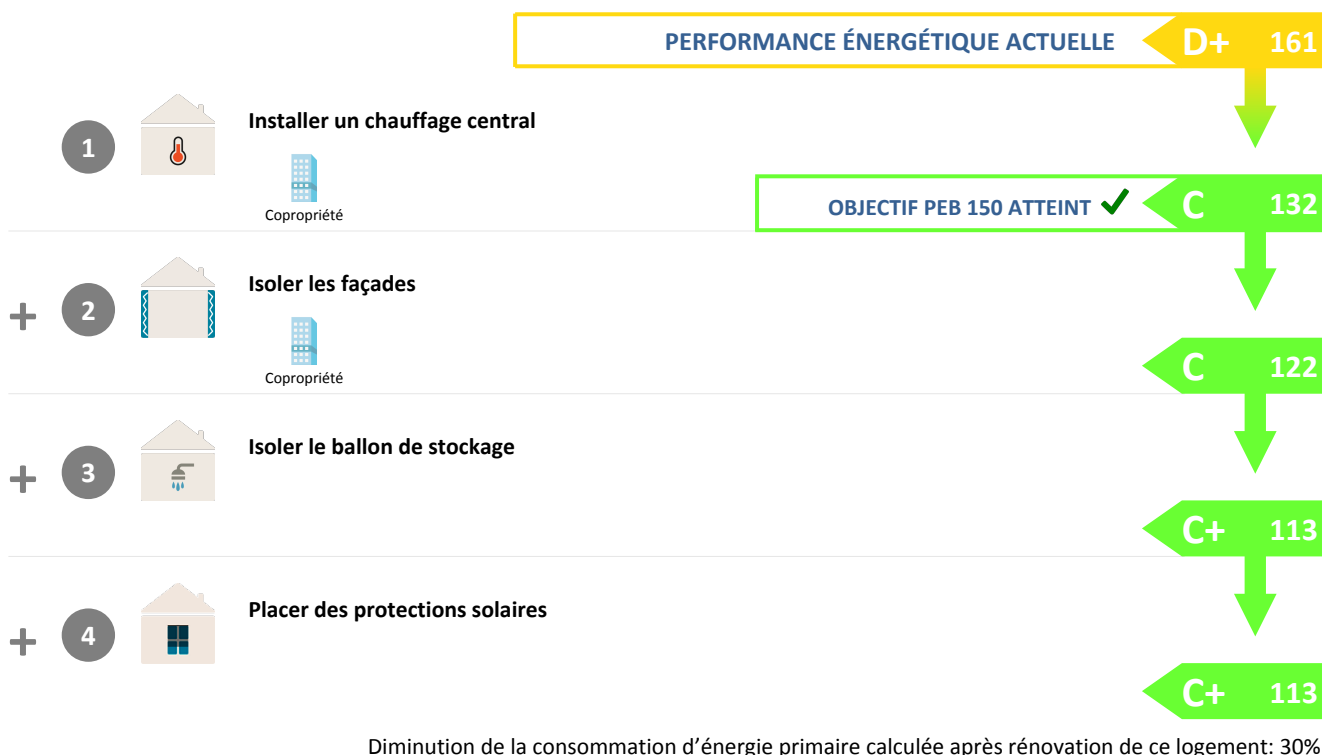 PERFORMANCE ÉNERGÉTIQUE ACTUELLE D+ 161
1 Installer un chauffage central
Copropriété
OBJECTIF PEB 150 ATTEINT ✓ C 132
+ 2 Isoler les façades
Copropriété
C 122
+ 3 Isoler le ballon de stockage
C+ 113
+ 4 Placer des protections solaires
C+ 113
Diminution de la consommation d’énergie primaire calculée après rénovation de ce logement: 30%